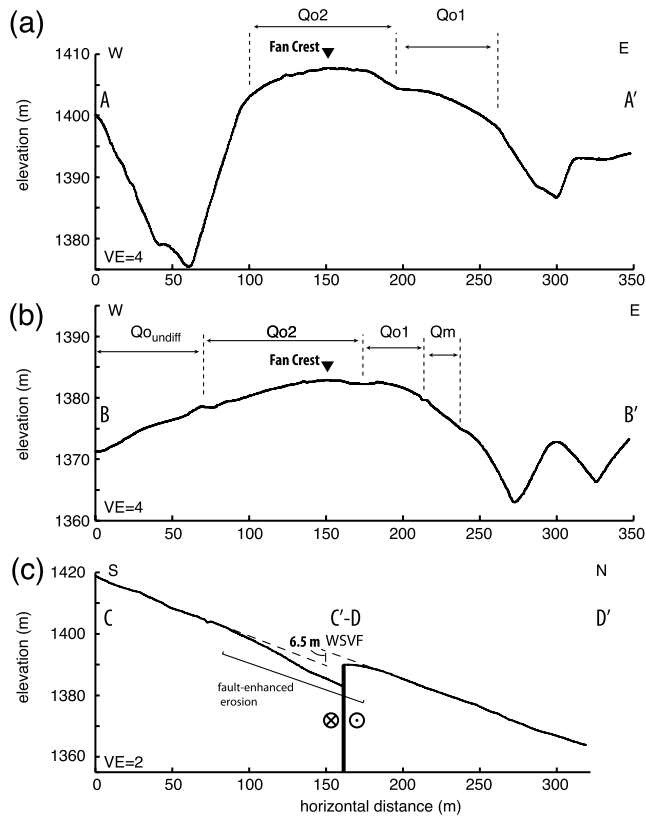 (a)
Qo2 Qo1
W Fan Crest E
A A′
1410
1400
1390
1380
elevation (m)
VE=4
0 50 100 150 200 250 300 350
(b)
W E
Qoundiff Qo2 Qo1 Qm
Fan Crest
B B′
1390
1380
1370
1360
elevation (m)
VE=4
0 50 100 150 200 250 300 350
(c)
S N
C C′-D D′
6.5 m WSVF
fault-enhanced
erosion
1420
1400
1380
1360
elevation (m)
VE=2
0 50 100 150 200 250 300
horizontal distance (m)